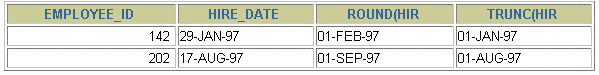 EMPLOYEE_ID HIRE_DATE ROUND(HIR TRUNC(HIR
142 29-JAN-97 01-FEB-97 01-JAN-97
202 17-AUG-97 01-SEP-97 01-AUG-97